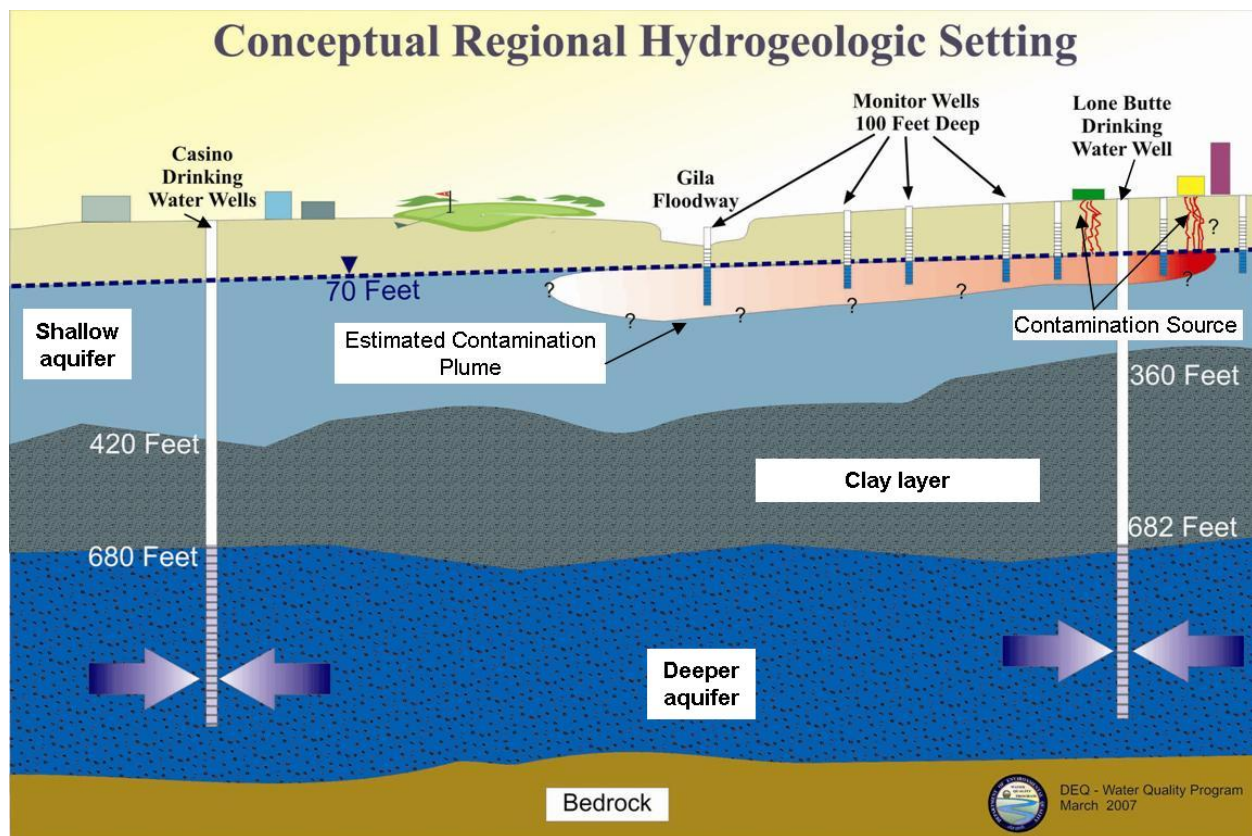 Conceptual Regional Hydrogeologic Setting
Casino
Drinking
Water Wells
Gila
Floodway
Monitor Wells
100 Feet Deep
Lone Butte
Drinking
Water Well
?
70 Feet
?
?
?
?
?
?
Shallow
aquifer
Estimated Contamination
Plume
Contamination Source
360 Feet
420 Feet
Clay layer
680 Feet
682 Feet
Deeper
aquifer
Bedrock
DEQ - Water Quality Program
March 2007